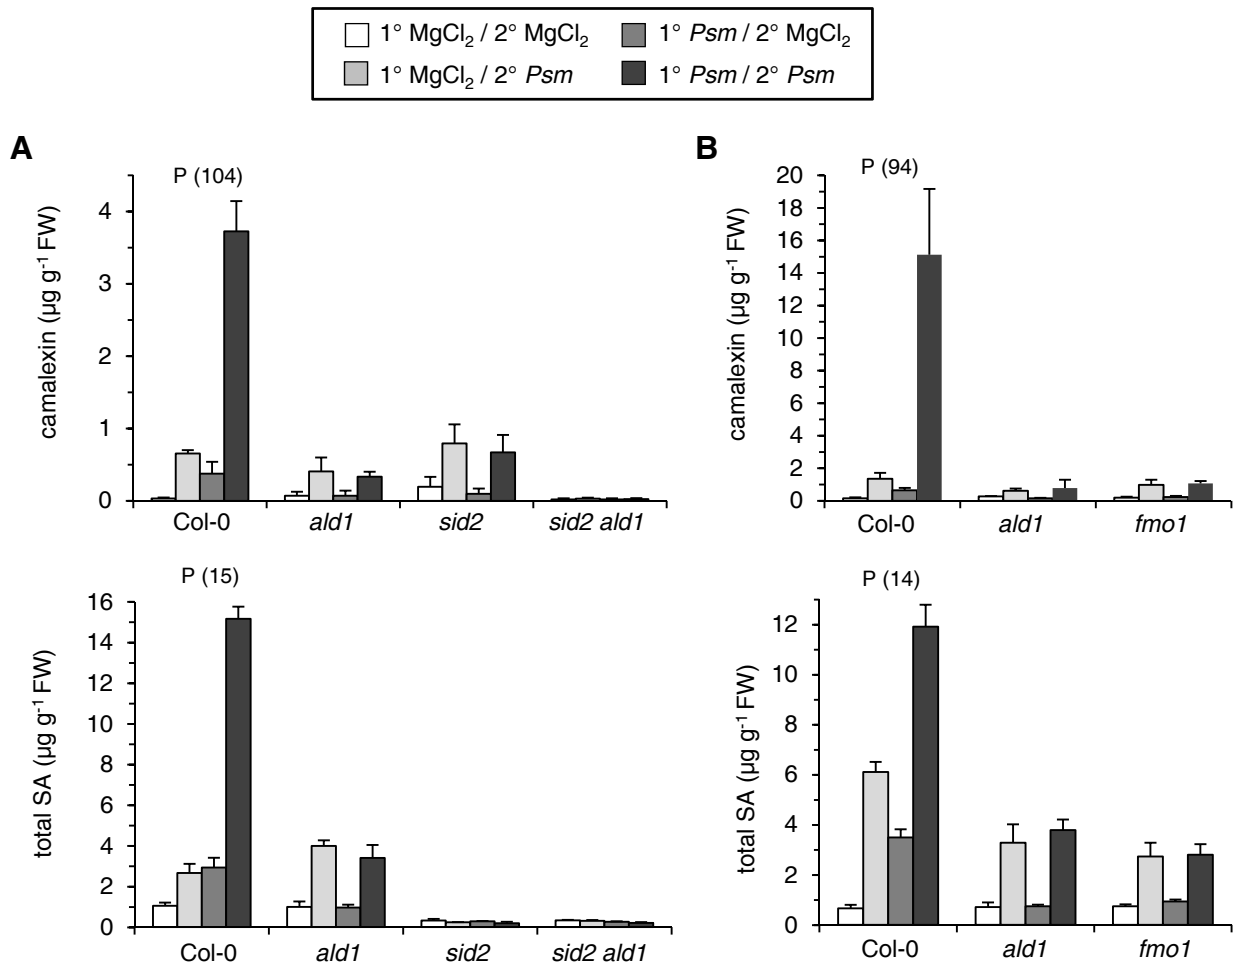 1° MgCl₂ / 2° MgCl₂
1° Psm / 2° MgCl₂
1° MgCl₂ / 2° Psm
1° Psm / 2° Psm
A
P (104)
camalexin (µg g⁻¹ FW)
4
3
2
1
0
Col-0 ald1 sid2 sid2 ald1
P (15)
total SA (µg g⁻¹ FW)
16
14
12
10
8
6
4
2
0
Col-0 ald1 sid2 sid2 ald1
B
P (94)
camalexin (µg g⁻¹ FW)
20
18
16
14
12
10
8
6
4
2
0
Col-0 ald1 fmo1
P (14)
total SA (µg g⁻¹ FW)
12
10
8
6
4
2
0
Col-0 ald1 fmo1